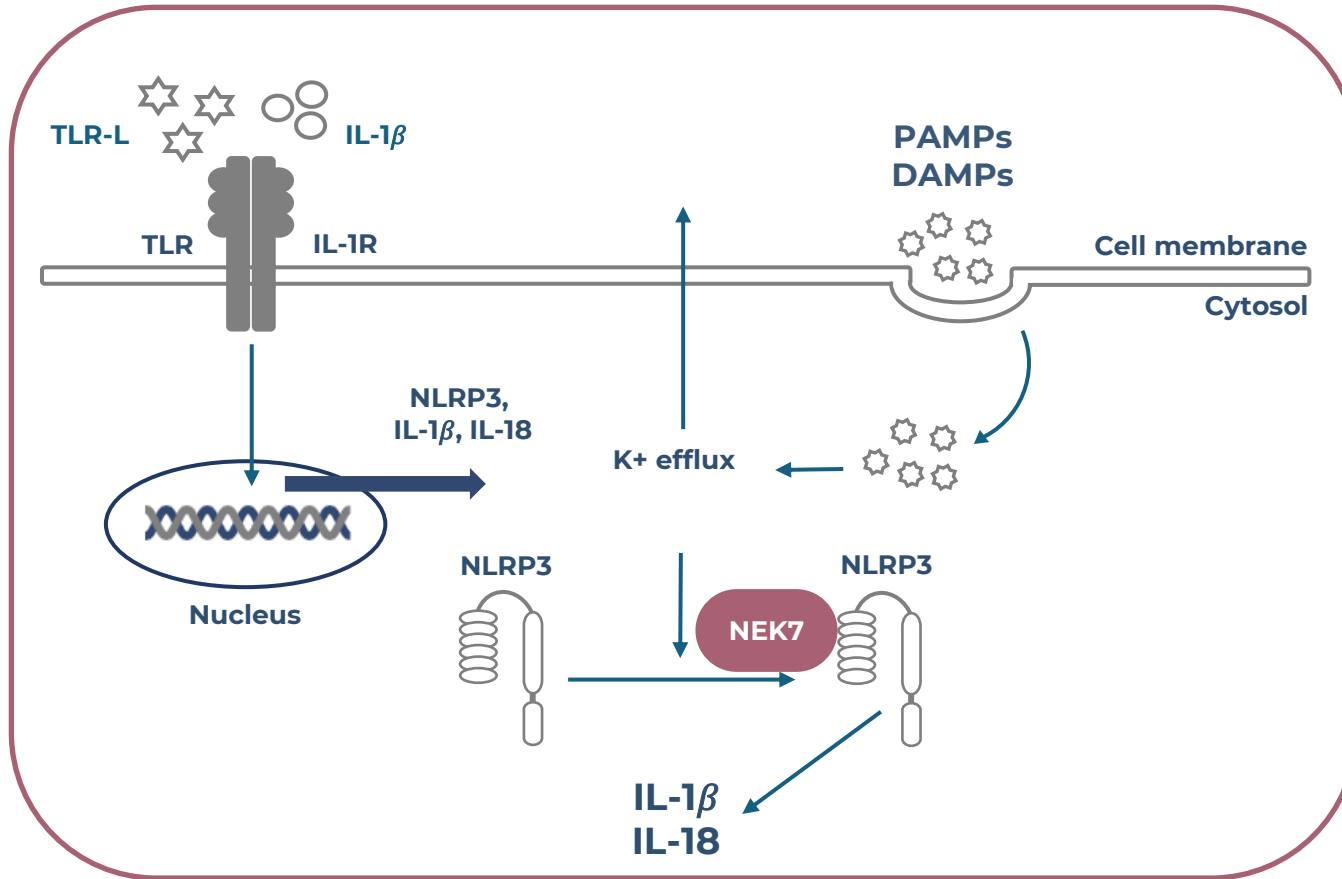 TLR-L
IL-1β
PAMPs
DAMPs
TLR
IL-1R
Cell membrane
Cytosol
NLRP3,
IL-1β, IL-18
K+ efflux
Nucleus
NLRP3
NEK7
NLRP3
IL-1β
IL-18